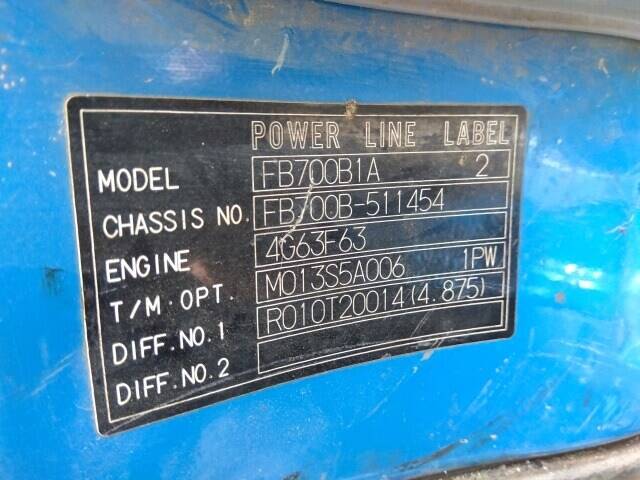 POWER LINE LABEL
MODEL FB700B1A 2
CHASSIS NO. FB700B-511454
ENGINE 4G63F63
T/M.OPT. M013S5A006 1PW
DIFF.NO.1 R010T20014(4.875)
DIFF.NO.2